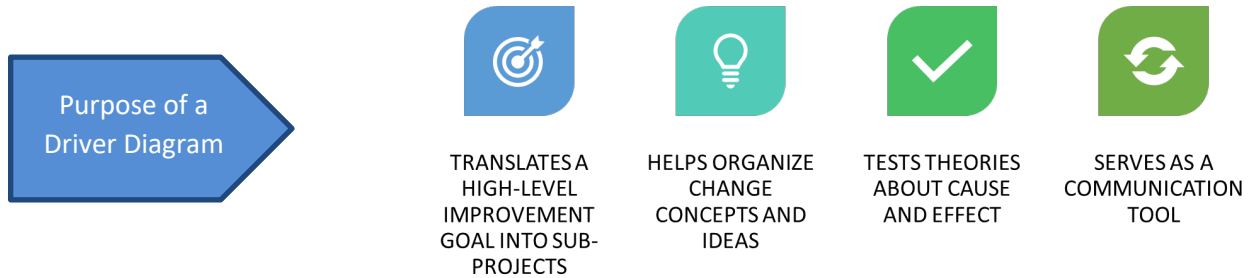 Purpose of a
Driver Diagram
TRANSLATES A
HIGH-LEVEL
IMPROVEMENT
GOAL INTO SUB-
PROJECTS
HELPS ORGANIZE
CHANGE
CONCEPTS AND
IDEAS
TESTS THEORIES
ABOUT CAUSE
AND EFFECT
SERVES AS A
COMMUNICATION
TOOL